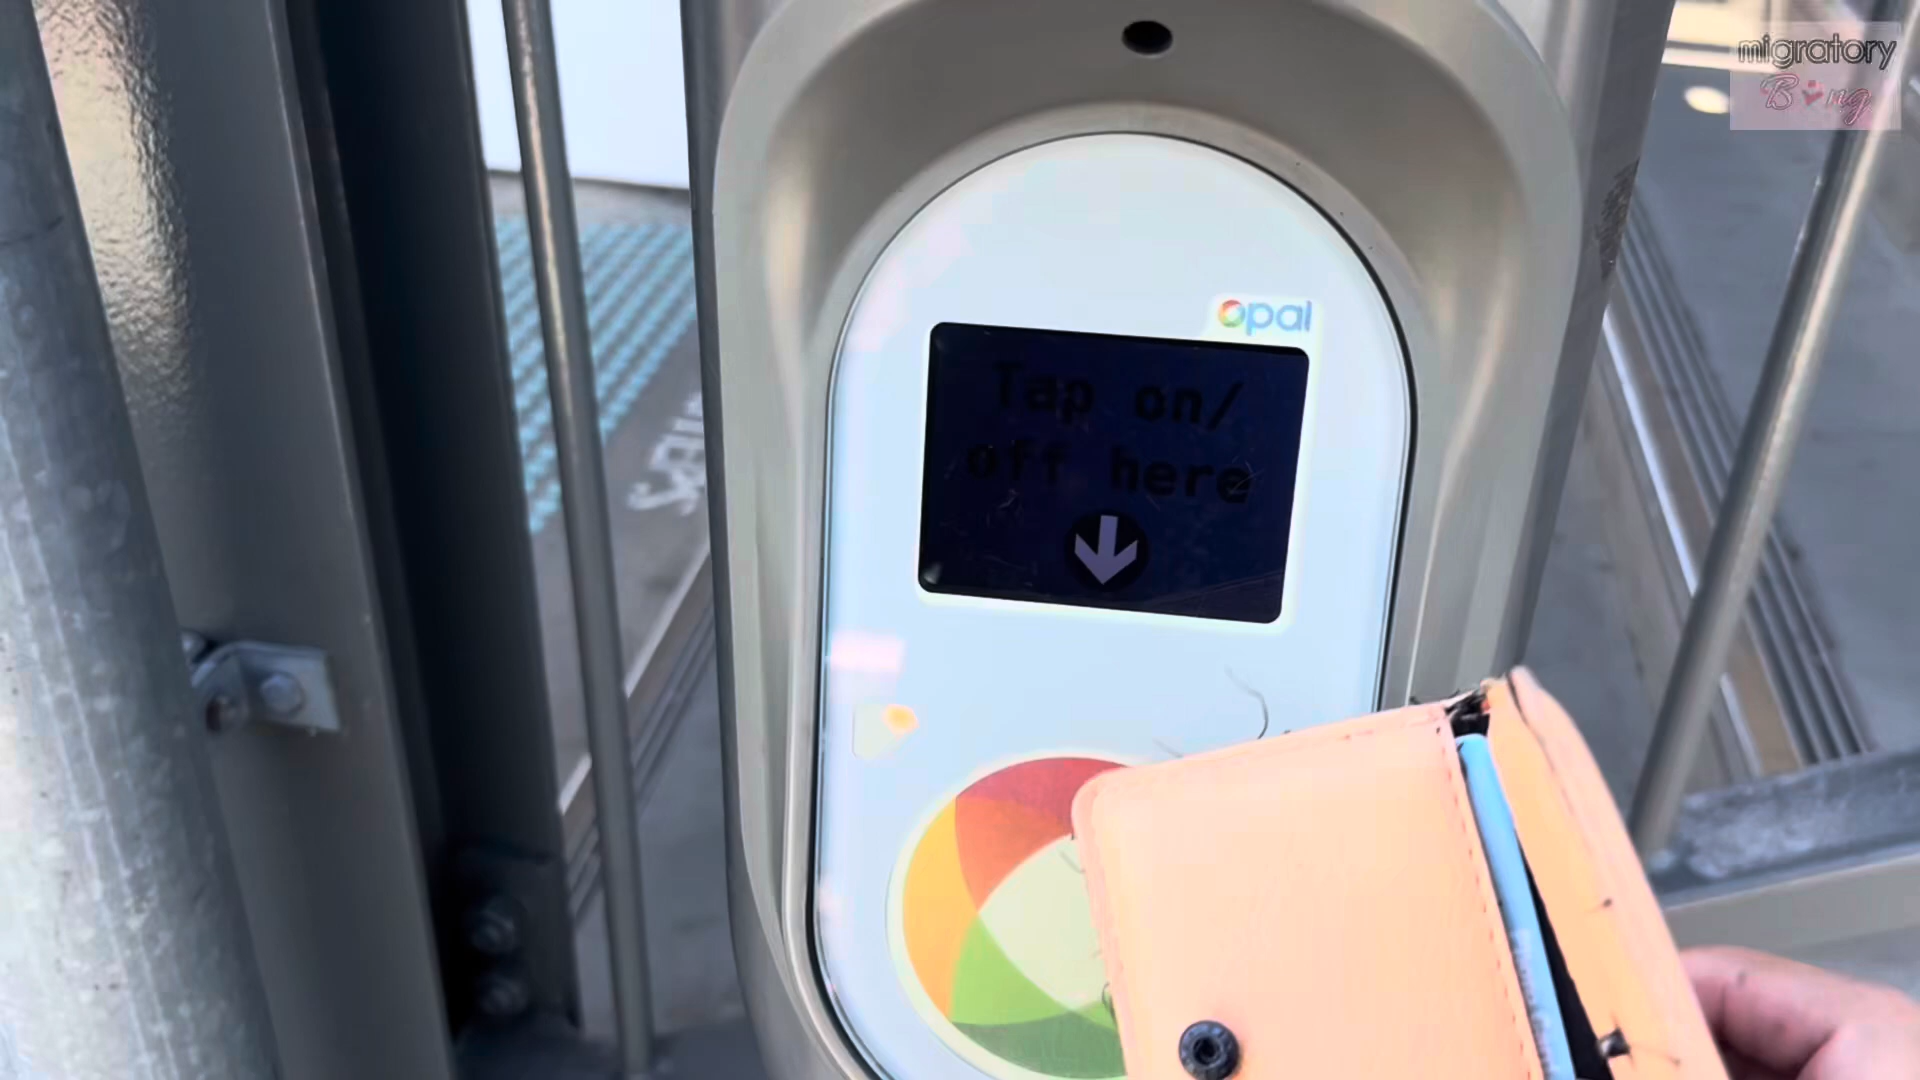 migratory
Bing
opal
Tap on/
off here